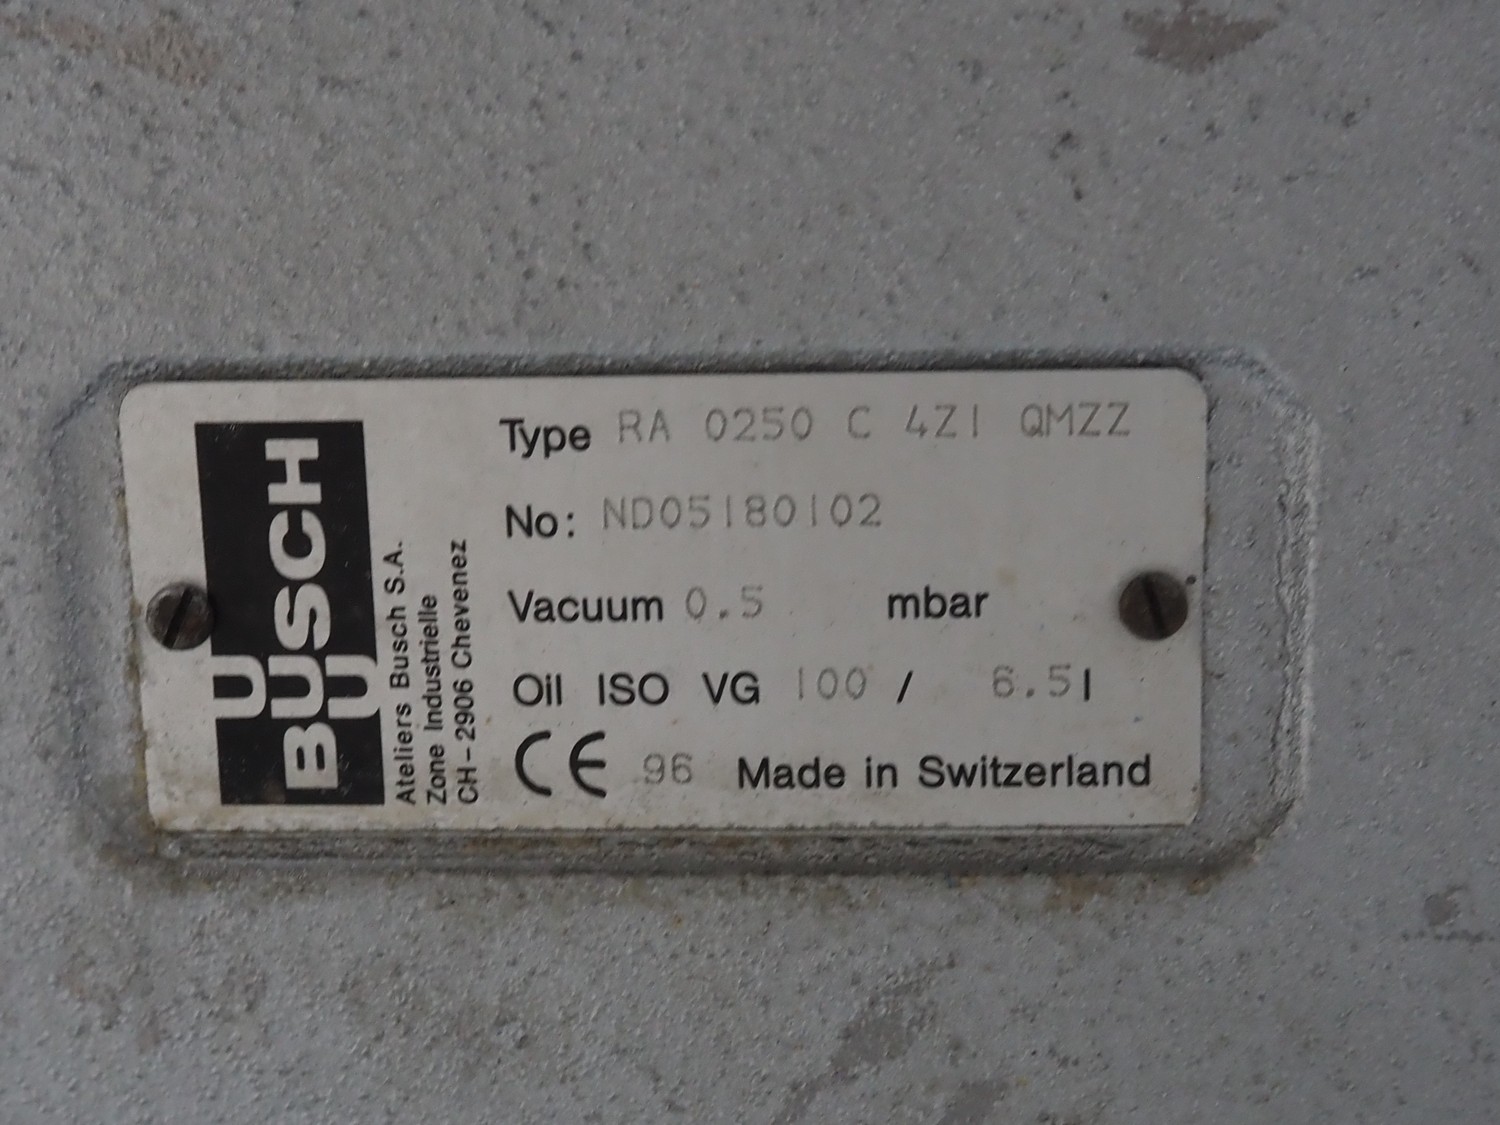 BUSCH
Ateliers Busch S.A.
Zone Industrielle
CH-2906 Chevenez
Type RA 0250 C 4Z1 QMZZ
No: ND05180102
Vacuum 0.5 mbar
Oil ISO VG 100 / 6.5 l
CE 96 Made in Switzerland